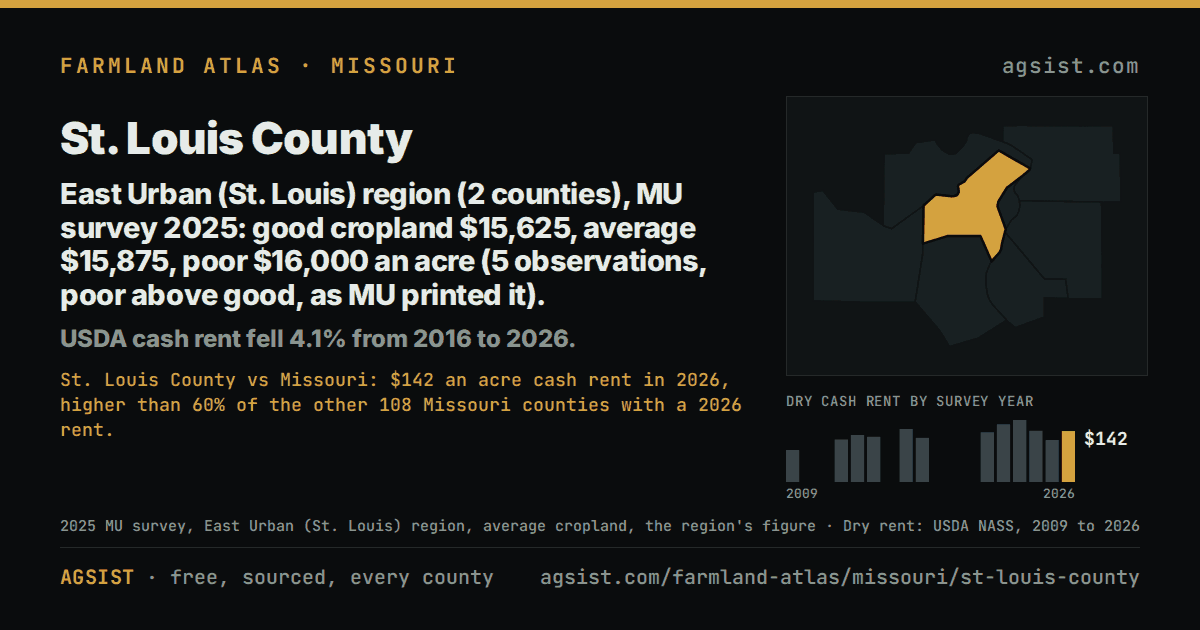 FARMLAND ATLAS · MISSOURI
agsist.com
St. Louis County
East Urban (St. Louis) region (2 counties), MU
survey 2025: good cropland $15,625, average
$15,875, poor $16,000 an acre (5 observations,
poor above good, as MU printed it).
USDA cash rent fell 4.1% from 2016 to 2026.
St. Louis County vs Missouri: $142 an acre cash rent in 2026,
higher than 60% of the other 108 Missouri counties with a 2026
rent.
DRY CASH RENT BY SURVEY YEAR
$142
2009
2026
2025 MU survey, East Urban (St. Louis) region, average cropland, the region's figure · Dry rent: USDA NASS, 2009 to 2026
AGSIST · free, sourced, every county
agsist.com/farmland-atlas/missouri/st-louis-county